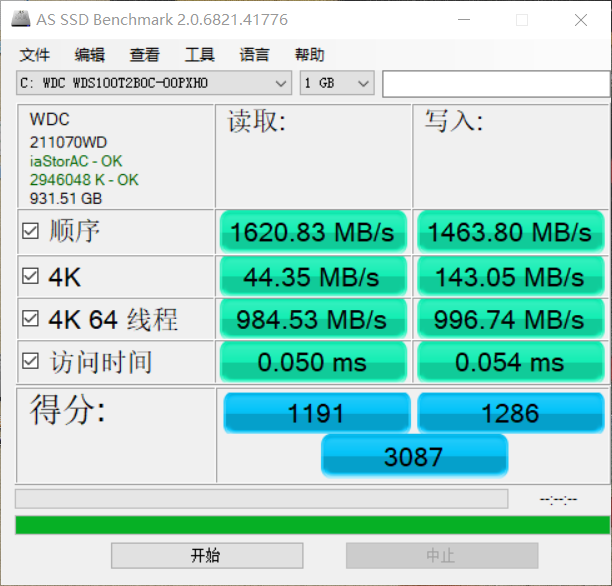 AS SSD Benchmark 2.0.6821.41776
文件 编辑 查看 工具 语言 帮助
C: WDC WDS100T2B0C-00PXH0 1 GB
WDC
211070WD
iaStorAC - OK
2946048 K - OK
931.51 GB
读取: 写入:
顺序 1620.83 MB/s 1463.80 MB/s
4K 44.35 MB/s 143.05 MB/s
4K 64 线程 984.53 MB/s 996.74 MB/s
访问时间 0.050 ms 0.054 ms
得分: 1191 1286
3087
--:--:--
开始 中止